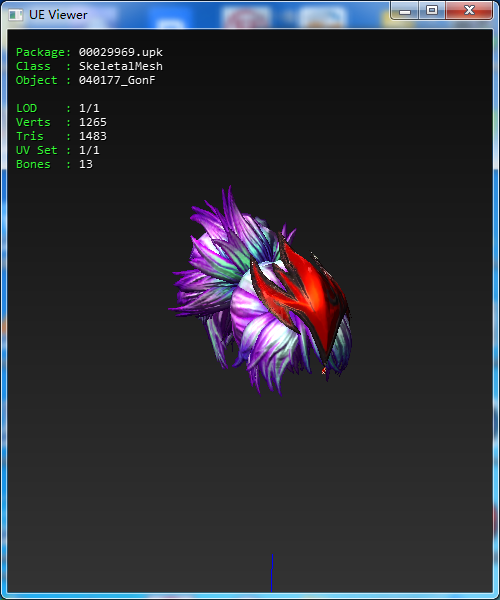 UE Viewer
Package: 00029969.upk
Class : SkeletalMesh
Object : 040177_GonF
LOD : 1/1
Verts : 1265
Tris : 1483
UV Set : 1/1
Bones : 13